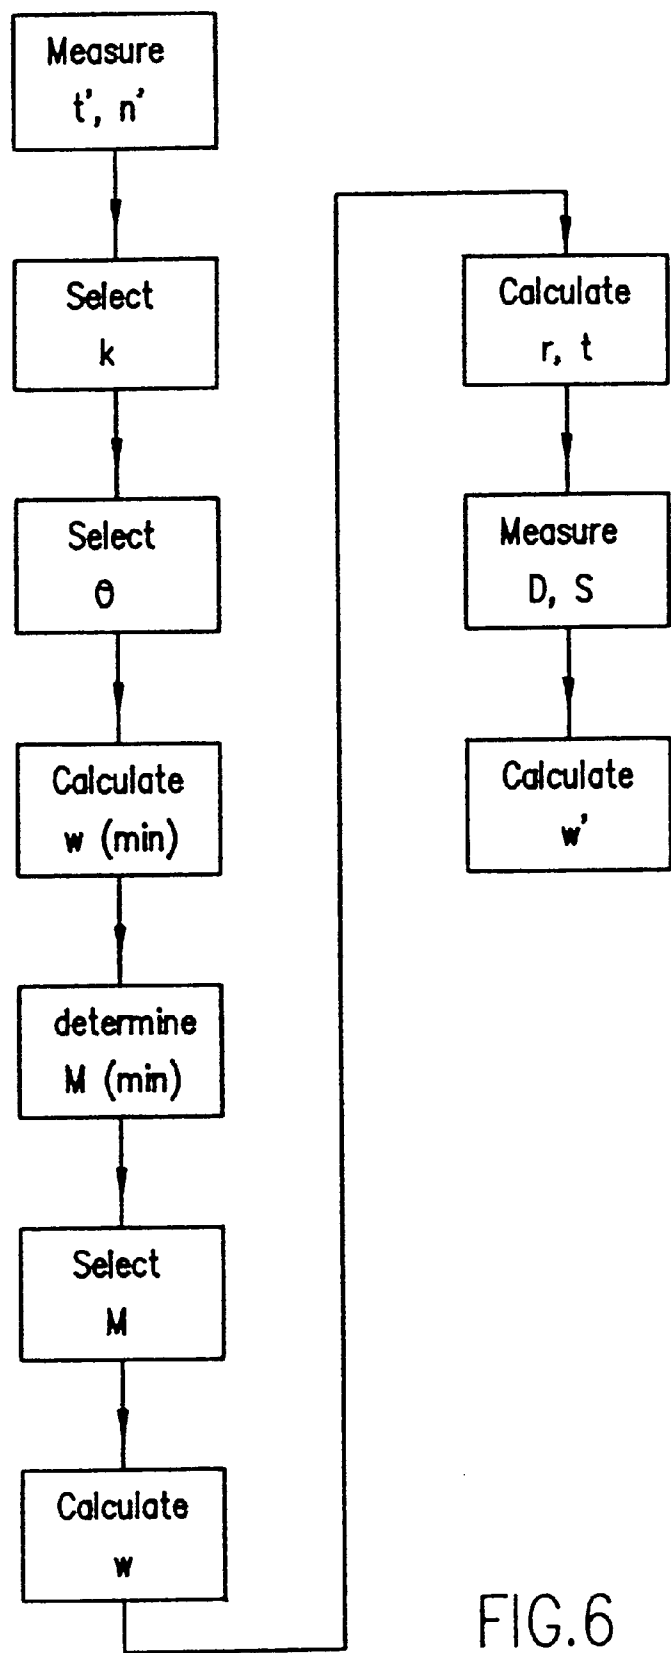 Measure
t', n'
Select
k
Select
θ
Calculate
w (min)
determine
M (min)
Select
M
Calculate
w
Calculate
r, t
Measure
D, S
Calculate
w'
FIG.6